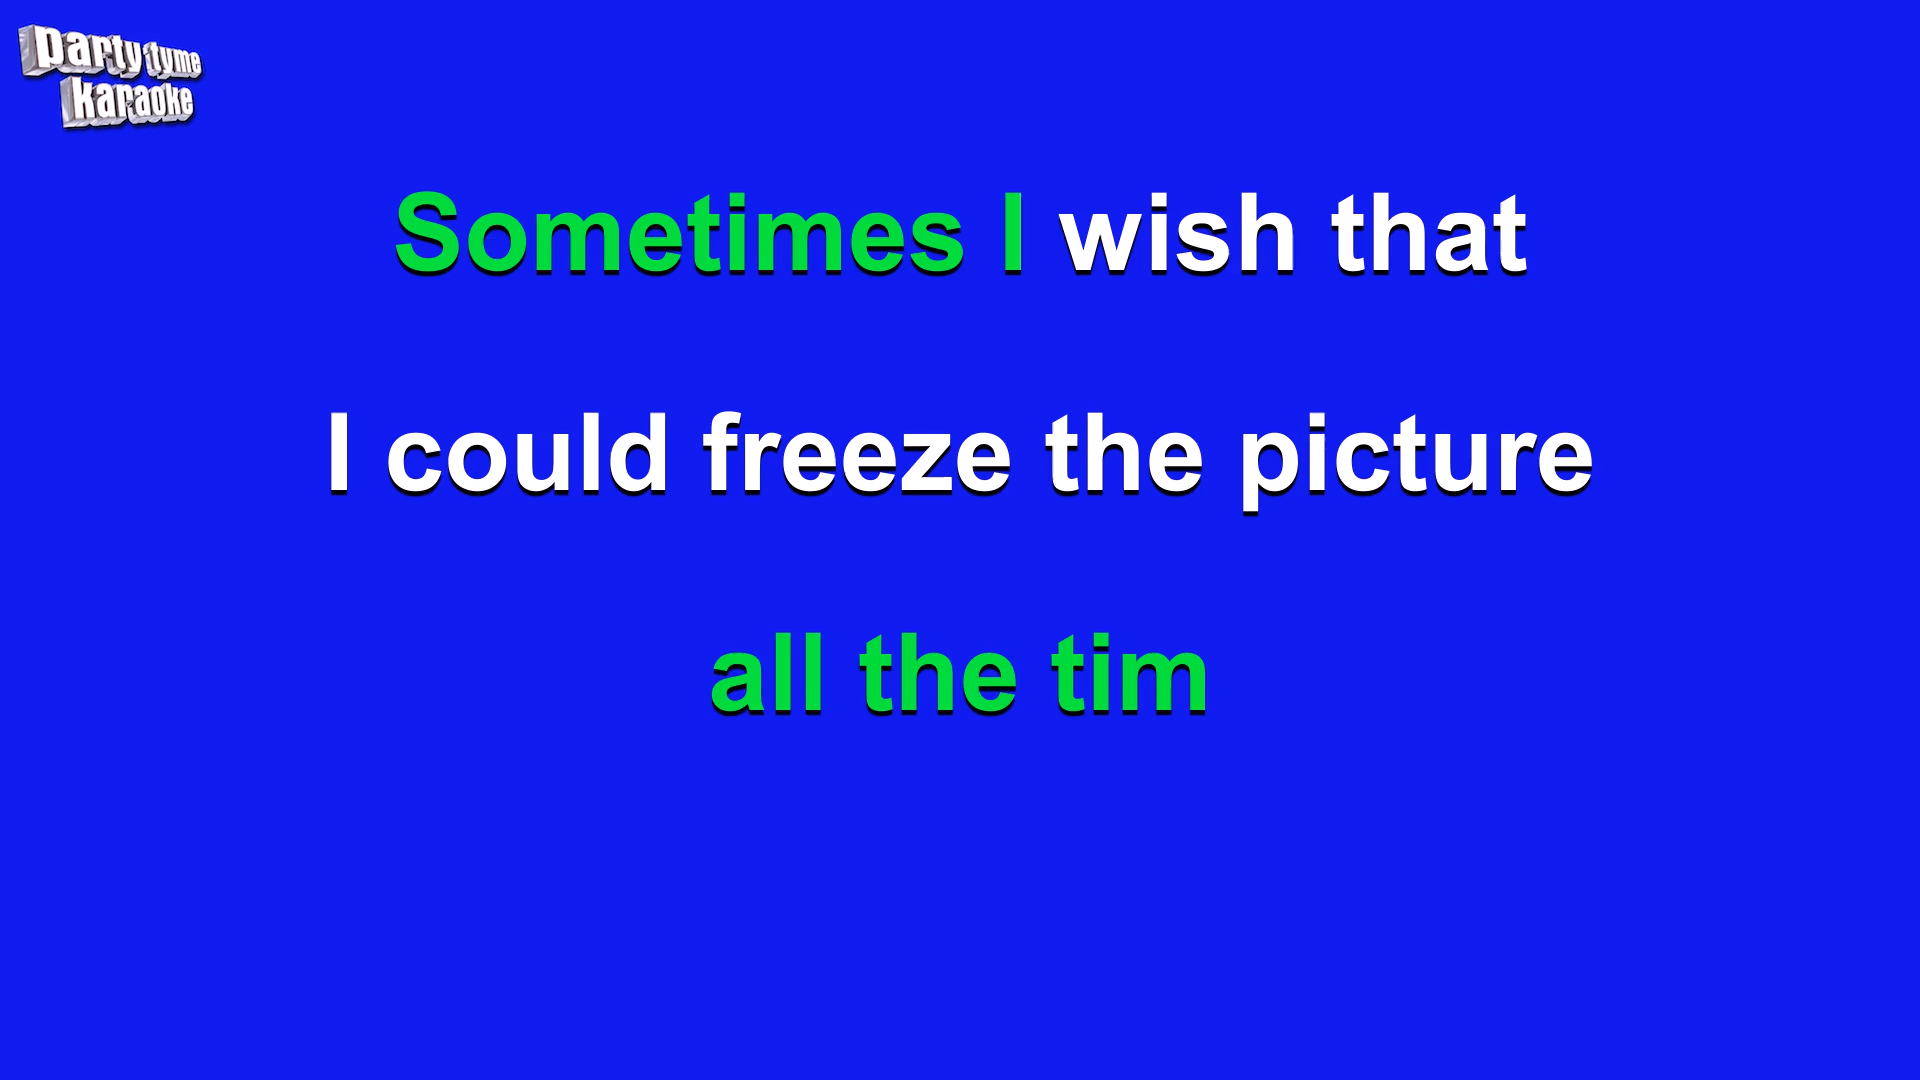 party tyme
karaoke
Sometimes I wish that
I could freeze the picture
all the tim